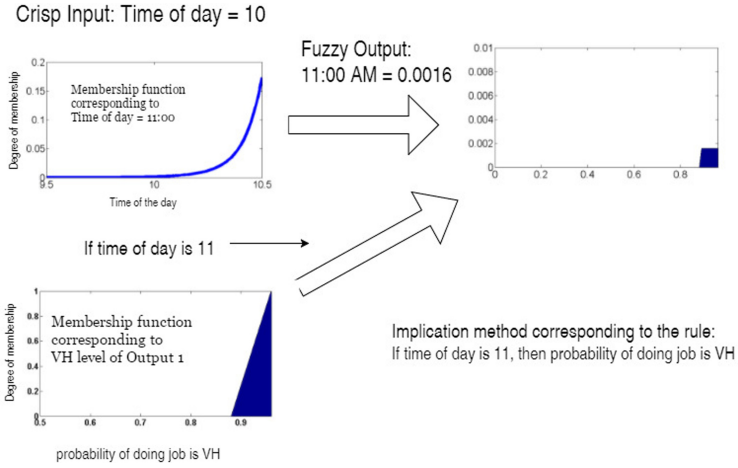 Crisp Input: Time of day = 10
Fuzzy Output:
11:00 AM = 0.0016
Degree of membership
0.2
0.15
0.1
0.05
0
9.5
10
10.5
Membership function
corresponding to
Time of day = 11:00
Time of the day
0.01
0.008
0.006
0.004
0.002
0
0
0.2
0.4
0.6
0.8
If time of day is 11
Degree of membership
1
0.8
0.6
0.4
0.2
0
0.5
0.6
0.7
0.8
0.9
Membership function
corresponding to
VH level of Output 1
probability of doing job is VH
Implication method corresponding to the rule:
If time of day is 11, then probability of doing job is VH